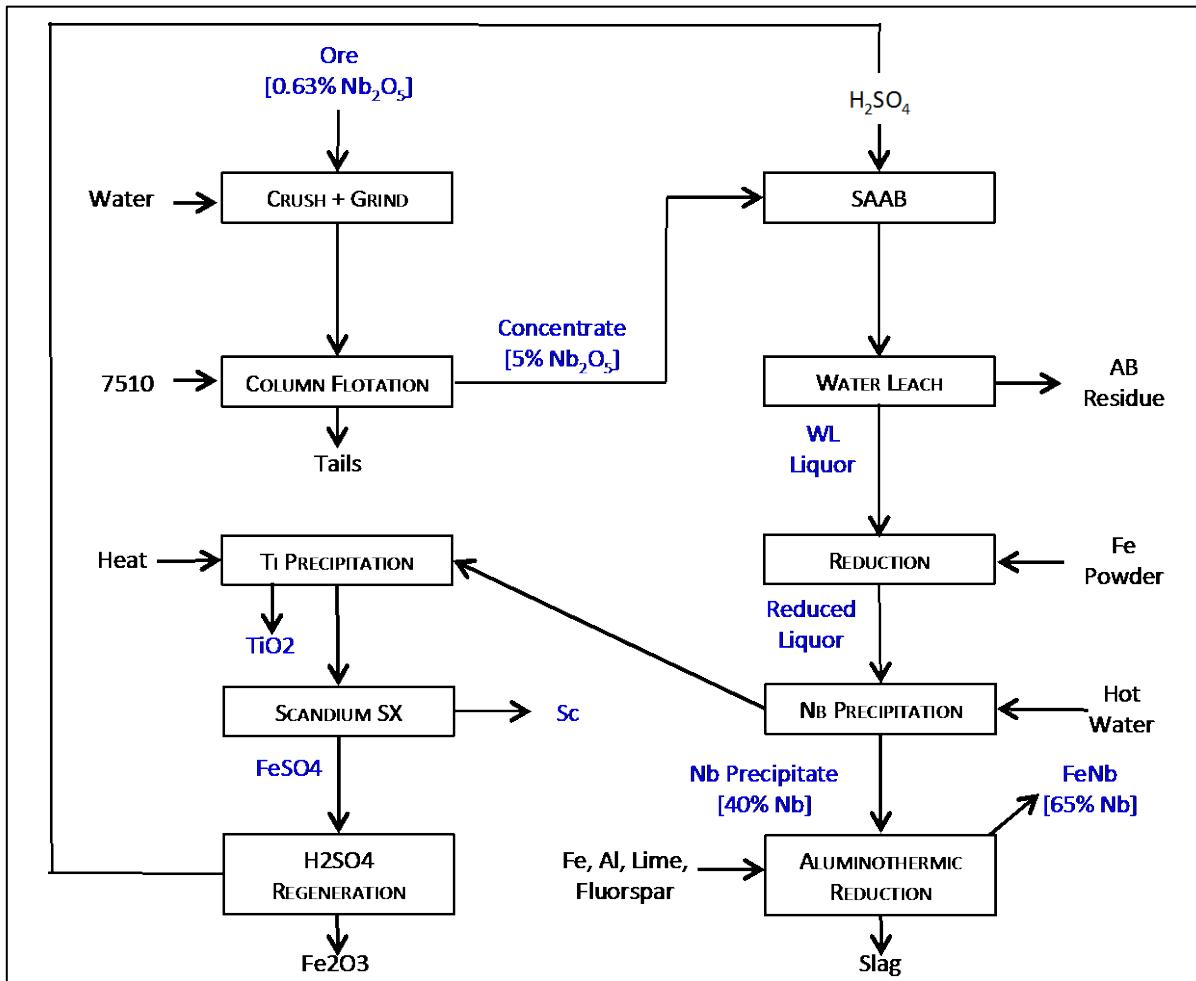 Ore
[0.63% Nb₂O₅]
H₂SO₄
Water
CRUSH + GRIND
SAAB
Concentrate
[5% Nb₂O₅]
7510
COLUMN FLOTATION
WATER LEACH
AB
Residue
Tails
WL
Liquor
Heat
TI PRECIPITATION
REDUCTION
Fe
Powder
TiO2
Reduced
Liquor
SCANDIUM SX
Sc
NB PRECIPITATION
Hot
Water
FeSO4
Nb Precipitate
[40% Nb]
FeNb
[65% Nb]
H2SO4
REGENERATION
Fe, Al, Lime,
Fluorspar
ALUMINOTHERMIC
REDUCTION
Fe2O3
Slag